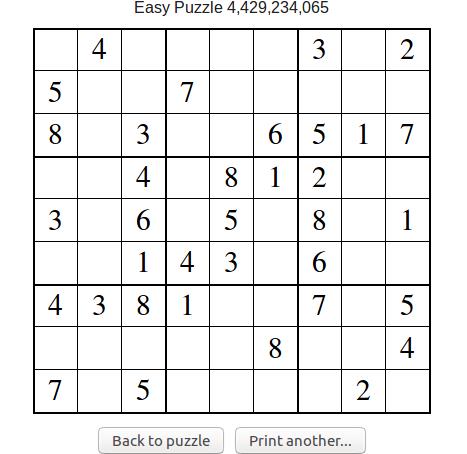 Easy Puzzle 4,429,234,065
4 3 2
5 7
8 3 6 5 1 7
4 8 1 2
3 6 5 8 1
1 4 3 6
4 3 8 1 7 5
8 4
7 5 2
Back to puzzle Print another...